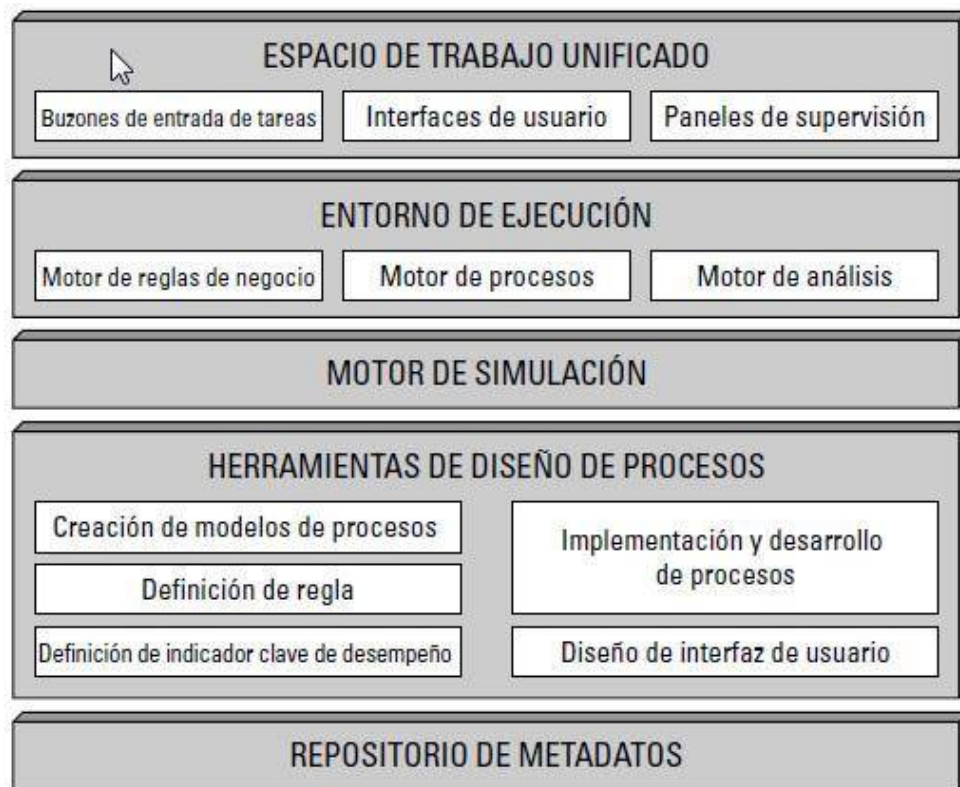 ESPACIO DE TRABAJO UNIFICADO
Buzones de entrada de tareas
Interfaces de usuario
Paneles de supervisión
ENTORNO DE EJECUCIÓN
Motor de reglas de negocio
Motor de procesos
Motor de análisis
MOTOR DE SIMULACIÓN
HERRAMIENTAS DE DISEÑO DE PROCESOS
Creación de modelos de procesos
Definición de regla
Definición de indicador clave de desempeño
Implementación y desarrollo
de procesos
Diseño de interfaz de usuario
REPOSITORIO DE METADATOS